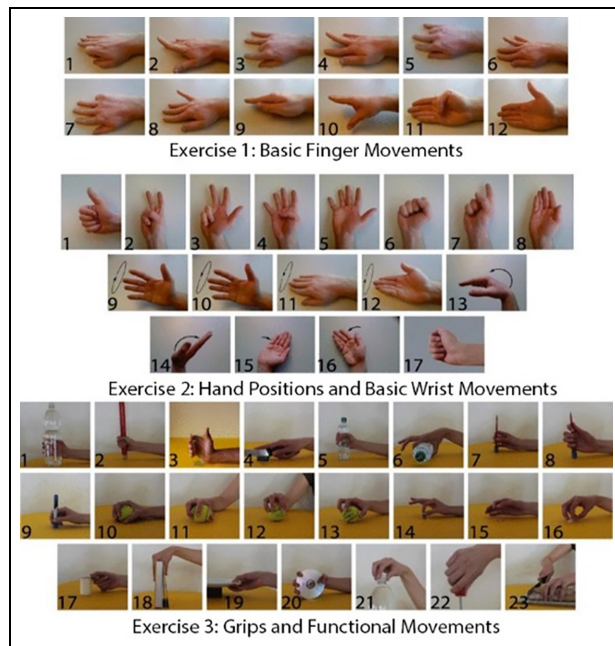 1 2 3 4 5 6
7 8 9 10 11 12
Exercise 1: Basic Finger Movements
1 2 3 4 5 6 7 8
9 10 11 12 13
14 15 16 17
Exercise 2: Hand Positions and Basic Wrist Movements
1 2 3 4 5 6 7 8
9 10 11 12 13 14 15 16
17 18 19 20 21 22 23
Exercise 3: Grips and Functional Movements